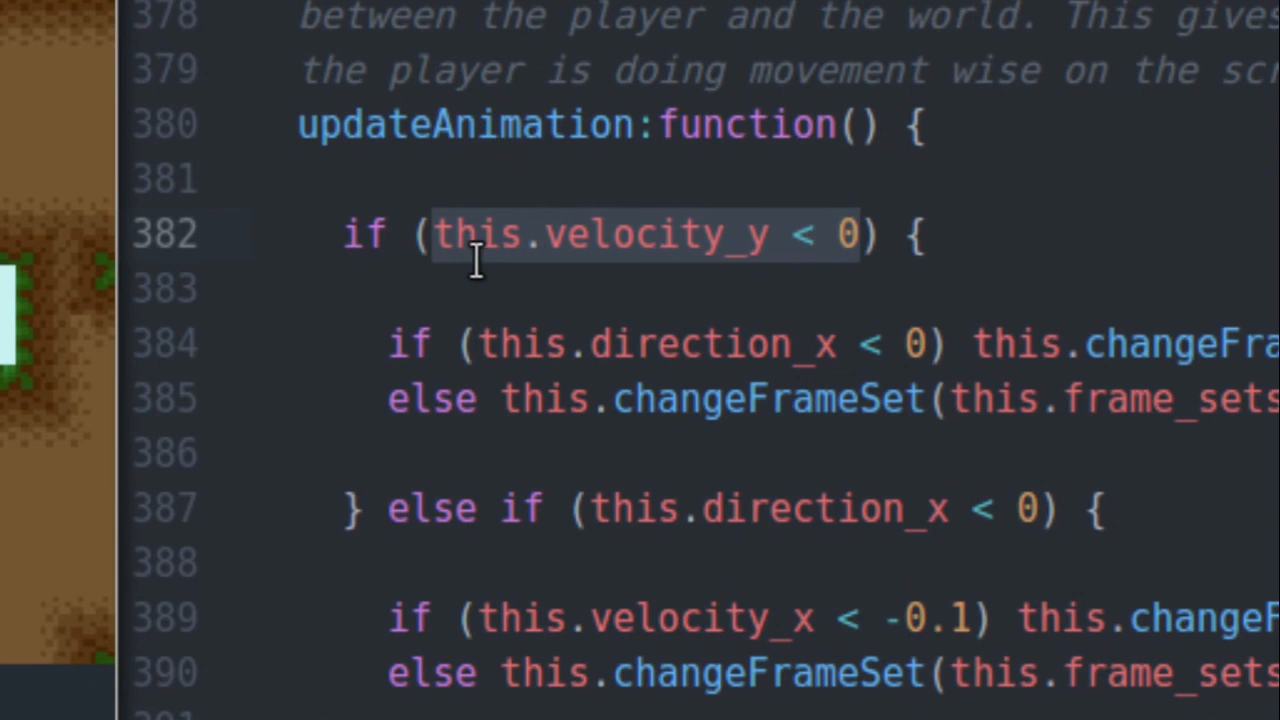 378 between the player and the world. This gives
379 the player is doing movement wise on the scr
380 updateAnimation:function() {
381
382 if (this.velocity_y < 0) {
383
384 if (this.direction_x < 0) this.changeFra
385 else this.changeFrameSet(this.frame_sets
386
387 } else if (this.direction_x < 0) {
388
389 if (this.velocity_x < -0.1) this.changeF
390 else this.changeFrameSet(this.frame_sets
391